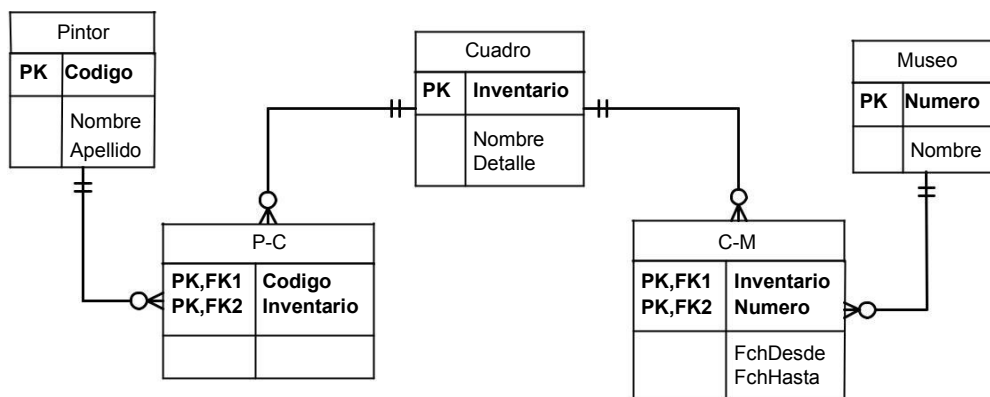 Pintor
PK Codigo
Nombre
Apellido
Cuadro
PK Inventario
Nombre
Detalle
Museo
PK Numero
Nombre
P-C
PK,FK1 Codigo
PK,FK2 Inventario
C-M
PK,FK1 Inventario
PK,FK2 Numero
FchDesde
FchHasta